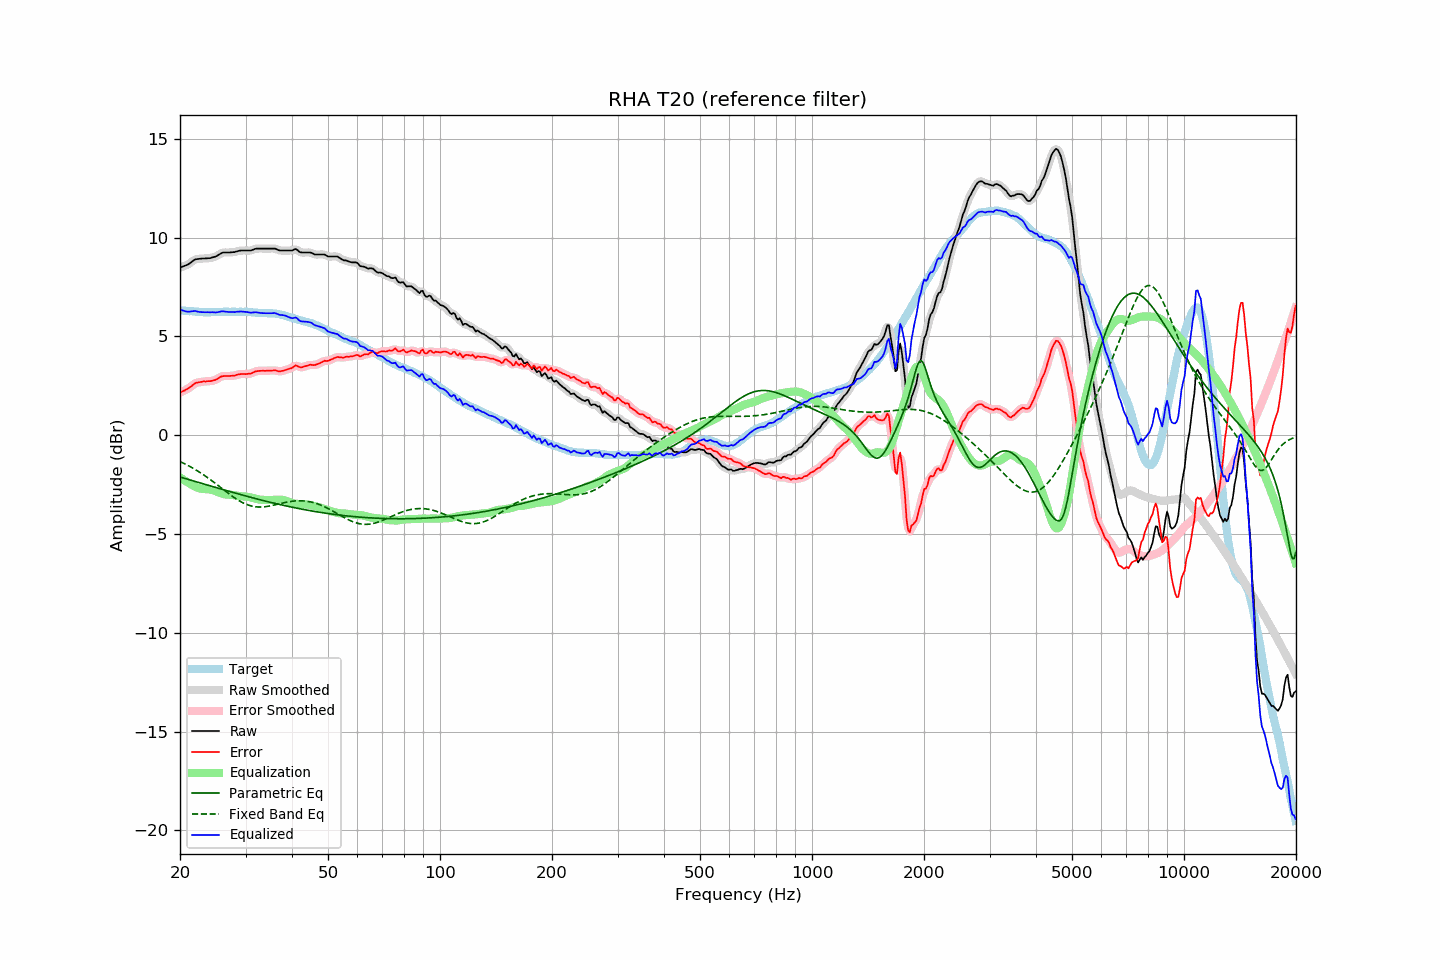 RHA T20 (reference filter)
Amplitude (dBr)
15
10
5
0
−5
−10
−15
−20
Target
Raw Smoothed
Error Smoothed
Raw
Error
Equalization
Parametric Eq
Fixed Band Eq
Equalized
20 50 100 200 500 1000 2000 5000 10000 20000
Frequency (Hz)